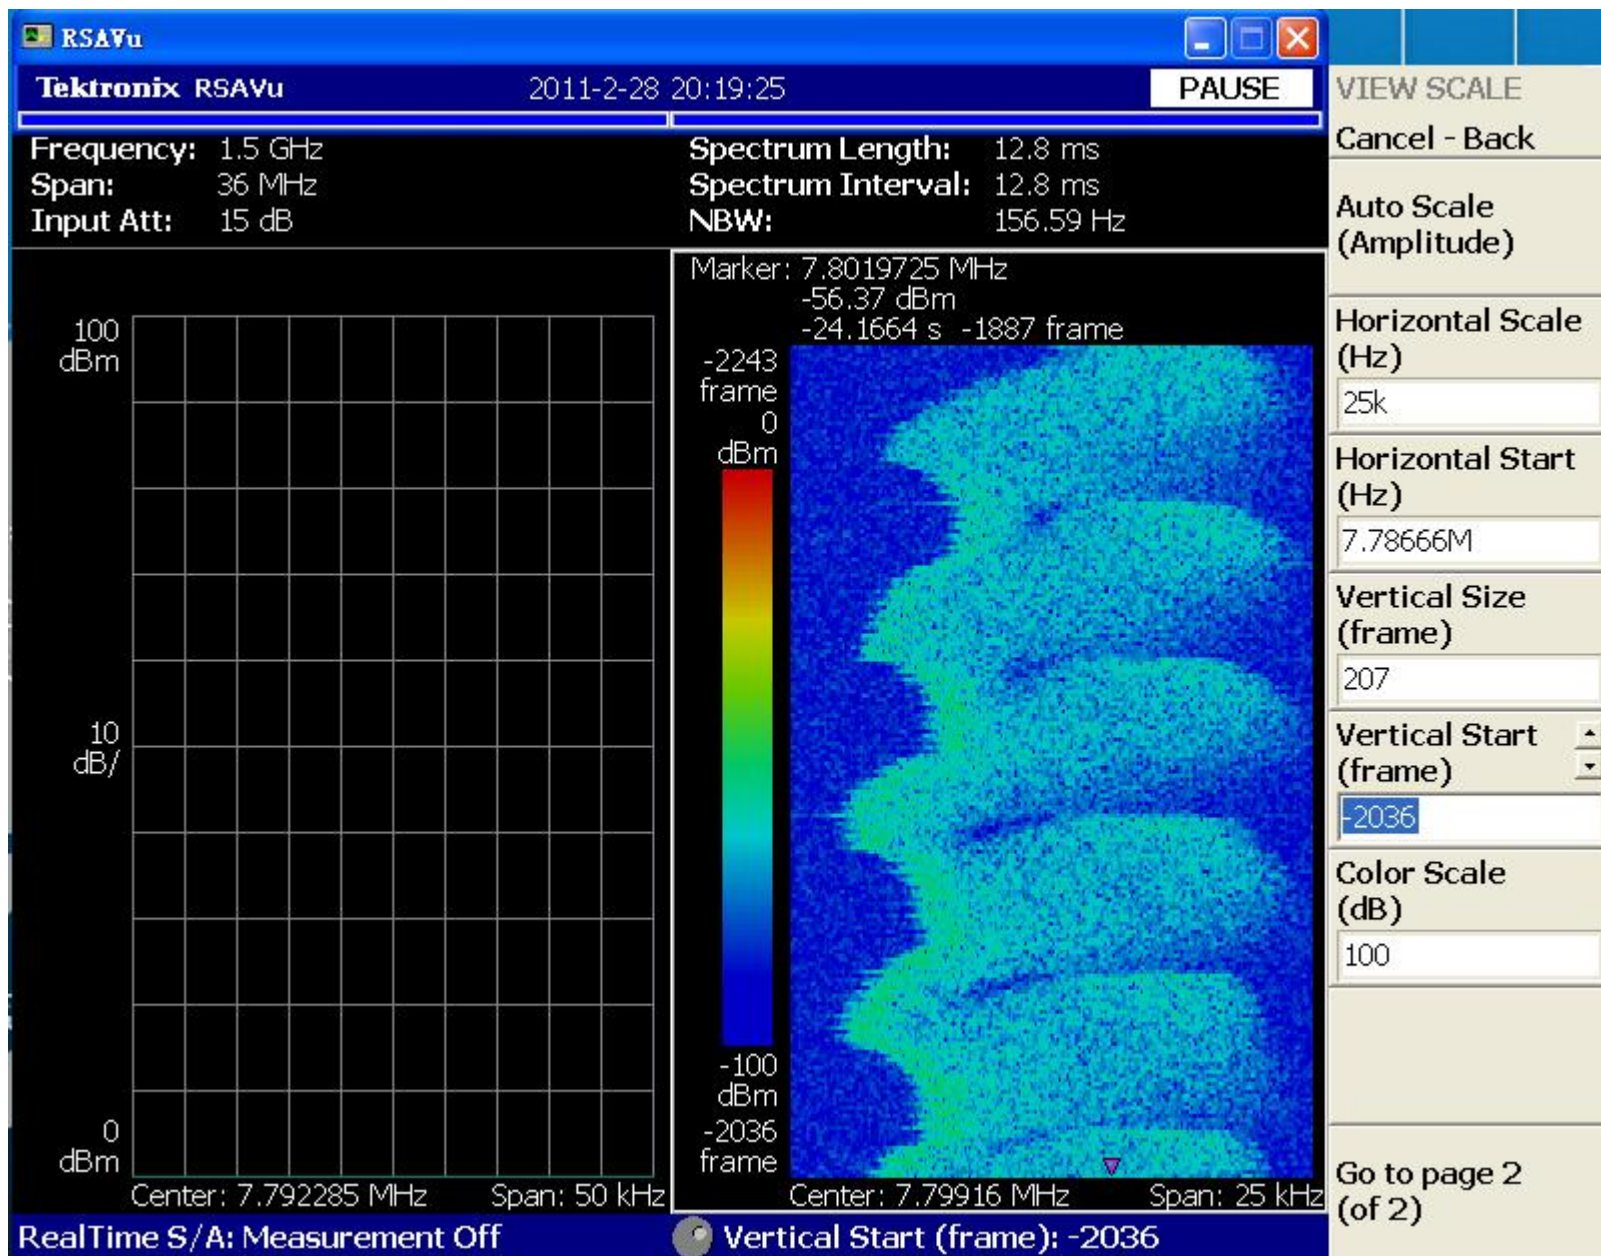 RSAVu
Tektronix RSAVu 2011-2-28 20:19:25 PAUSE
Frequency: 1.5 GHz
Span: 36 MHz
Input Att: 15 dB
Spectrum Length: 12.8 ms
Spectrum Interval: 12.8 ms
NBW: 156.59 Hz
100
dBm
10
dB/
0
dBm
Center: 7.792285 MHz Span: 50 kHz
Marker: 7.8019725 MHz
-56.37 dBm
-24.1664 s -1887 frame
-2243
frame
0
dBm
-100
dBm
-2036
frame
Center: 7.79916 MHz Span: 25 kHz
RealTime S/A: Measurement Off
Vertical Start (frame): -2036
VIEW SCALE
Cancel - Back
Auto Scale
(Amplitude)
Horizontal Scale
(Hz)
25k
Horizontal Start
(Hz)
7.78666M
Vertical Size
(frame)
207
Vertical Start
(frame)
-2036
Color Scale
(dB)
100
Go to page 2
(of 2)